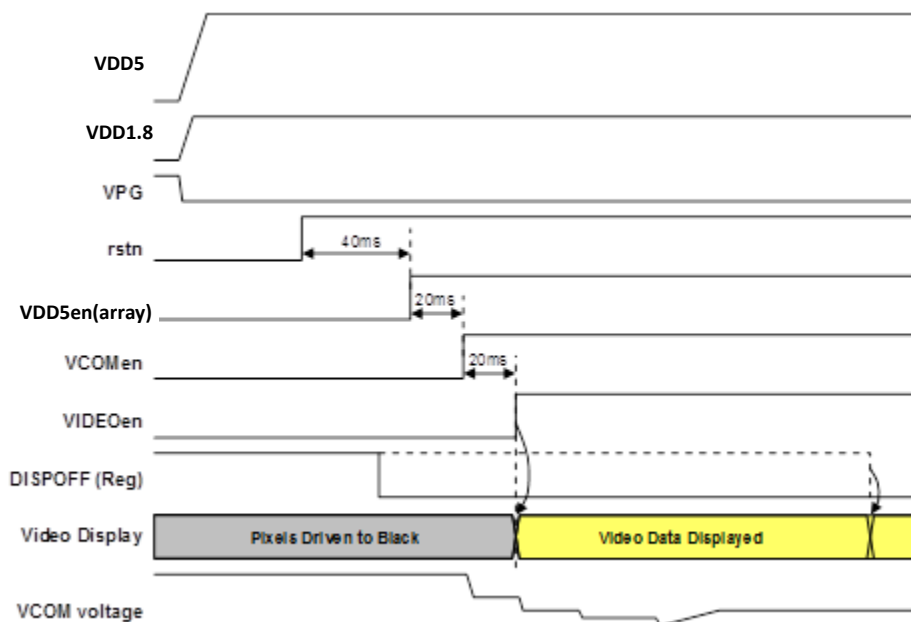 VDD5
VDD1.8
VPG
rstn
40ms
VDD5en(array)
20ms
VCOMen
20ms
VIDEOen
DISPOFF (Reg)
Video Display
Pixels Driven to Black
Video Data Displayed
VCOM voltage